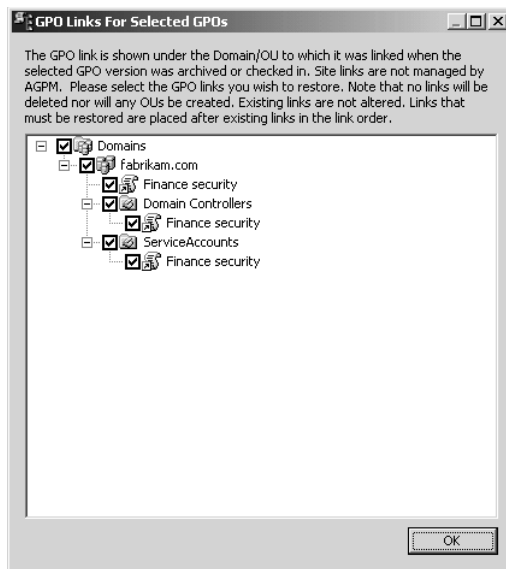 GPO Links For Selected GPOs
The GPO link is shown under the Domain/OU to which it was linked when the
selected GPO version was archived or checked in. Site links are not managed by
AGPM. Please select the GPO links you wish to restore. Note that no links will be
deleted nor will any OUs be created. Existing links are not altered. Links that
must be restored are placed after existing links in the link order.
Domains
fabrikam.com
Finance security
Domain Controllers
Finance security
ServiceAccounts
Finance security
OK